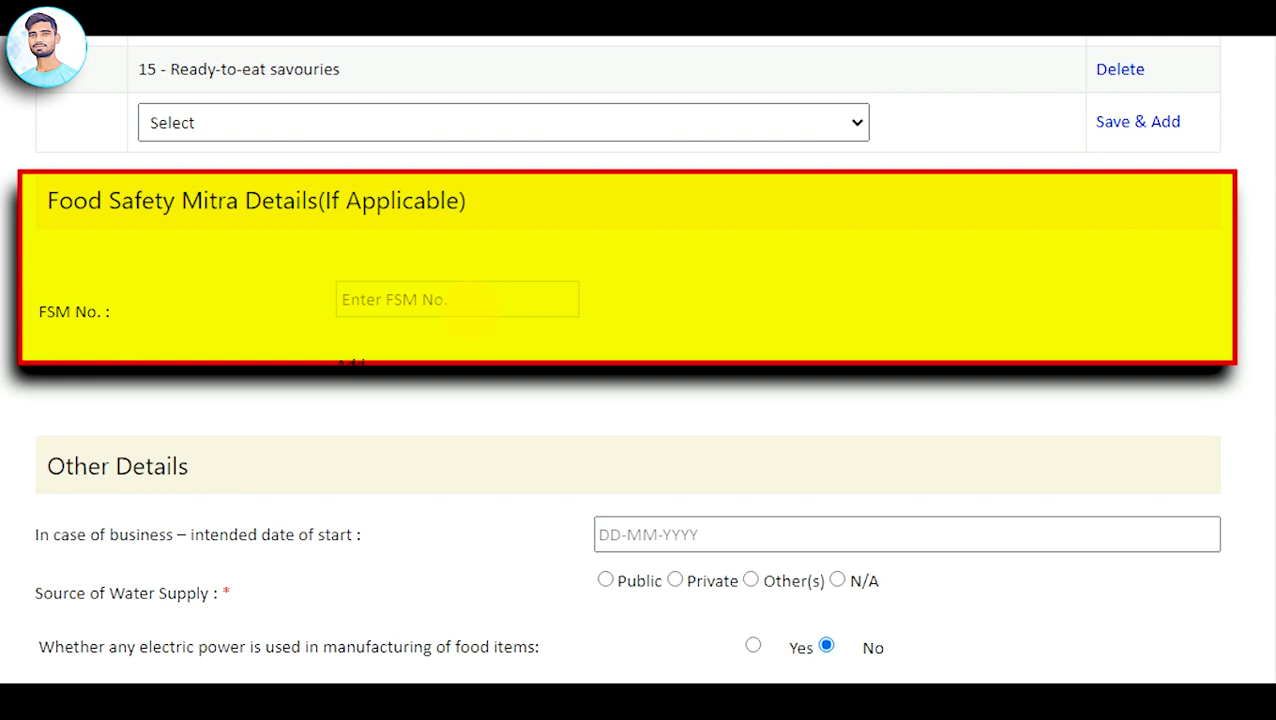 15 - Ready-to-eat savouries Delete
Select Save & Add
Food Safety Mitra Details(If Applicable)
FSM No. : Enter FSM No.
Add
Other Details
In case of business – intended date of start : DD-MM-YYYY
Source of Water Supply : * Public Private Other(s) N/A
Whether any electric power is used in manufacturing of food items: Yes No